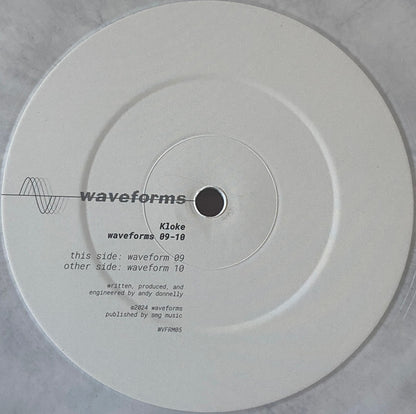 waveforms
Kloke
waveforms 09-10
this side: waveform 09
other side: waveform 10
written, produced, and
engineered by andy donnelly
©2024 waveforms
published by smg music
WVFRM05